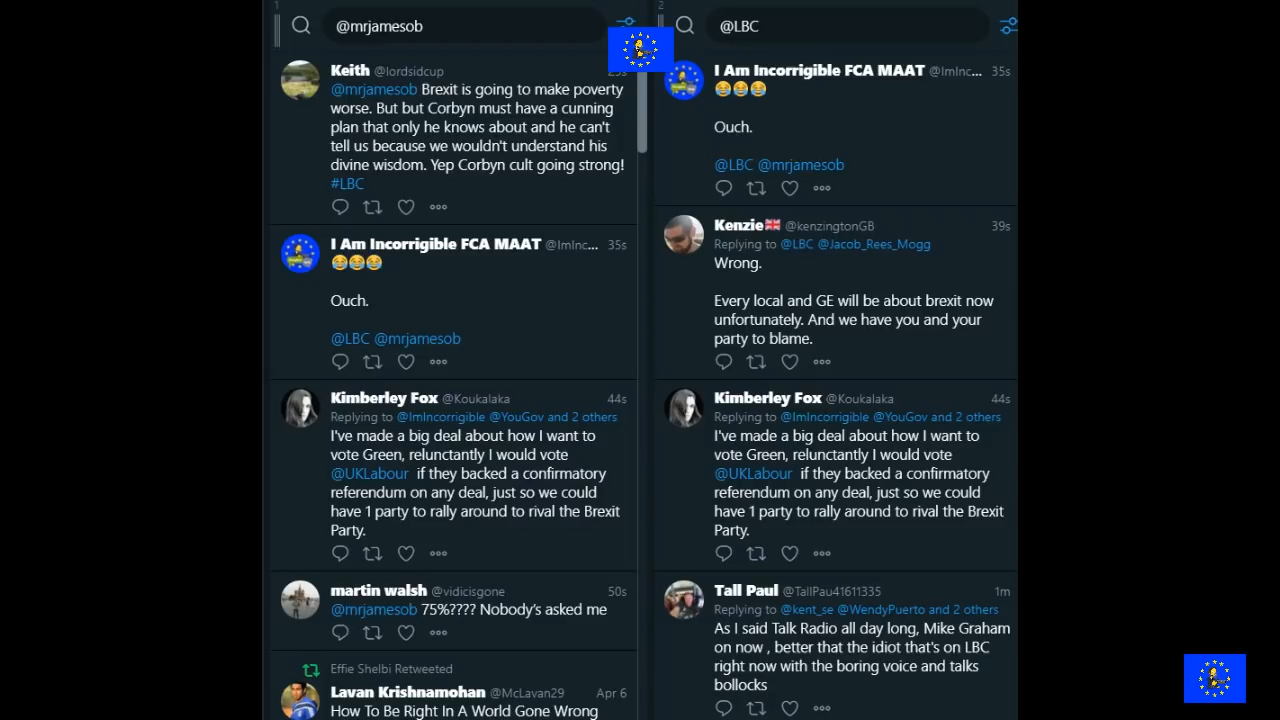 1
@mrjamesob
Keith @lordsidcup
@mrjamesob Brexit is going to make poverty
worse. But but Corbyn must have a cunning
plan that only he knows about and he can't
tell us because we wouldn't understand his
divine wisdom. Yep Corbyn cult going strong!
#LBC
I Am Incorrigible FCA MAAT @ImInc... 35s
😂😂😂
Ouch.
@LBC @mrjamesob
Kimberley Fox @Koukalaka 44s
Replying to @ImIncorrigible @YouGov and 2 others
I've made a big deal about how I want to
vote Green, relunctantly I would vote
@UKLabour if they backed a confirmatory
referendum on any deal, just so we could
have 1 party to rally around to rival the Brexit
Party.
martin walsh @vidicisgone 50s
@mrjamesob 75%???? Nobody's asked me
Effie Shelbi Retweeted
Lavan Krishnamohan @McLavan29 Apr 6
How To Be Right In A World Gone Wrong
2
@LBC
I Am Incorrigible FCA MAAT @ImInc... 35s
😂😂😂
Ouch.
@LBC @mrjamesob
Kenzie🇬🇧 @kenzingtonGB 39s
Replying to @LBC @Jacob_Rees_Mogg
Wrong.
Every local and GE will be about brexit now
unfortunately. And we have you and your
party to blame.
Kimberley Fox @Koukalaka 44s
Replying to @ImIncorrigible @YouGov and 2 others
I've made a big deal about how I want to
vote Green, relunctantly I would vote
@UKLabour if they backed a confirmatory
referendum on any deal, just so we could
have 1 party to rally around to rival the Brexit
Party.
Tall Paul @TallPau41611335 1m
Replying to @kent_se @WendyPuerto and 2 others
As I said Talk Radio all day long, Mike Graham
on now , better that the idiot that's on LBC
right now with the boring voice and talks
bollocks